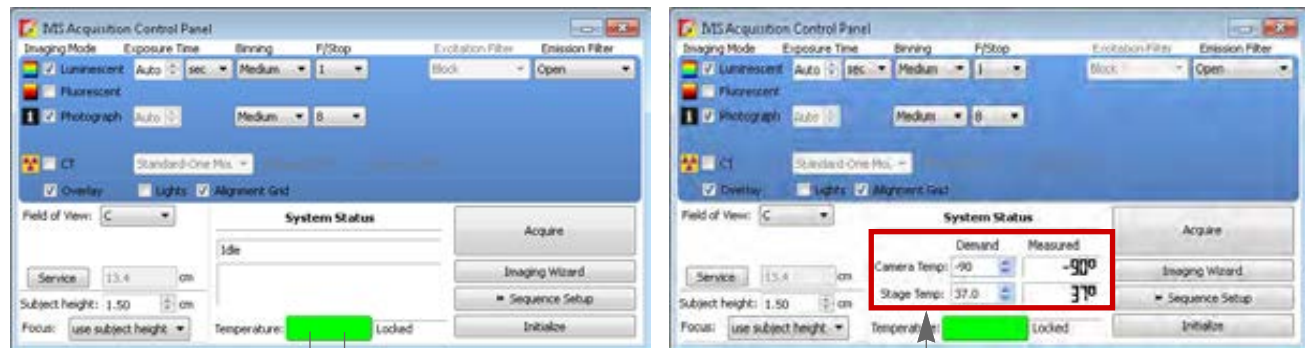 IVIS Acquisition Control Panel
Imaging Mode Exposure Time Binning F/Stop Excitation Filter Emission Filter
Luminescent Auto sec Medium 1 Block Open
Fluorescent
Photograph Auto Medium 8
CT Standard-One Mou.
Overlay Lights Alignment Grid
Field of View: C System Status Acquire
Idle
Service 13.4 cm Imaging Wizard
Subject height: 1.50 cm Sequence Setup
Focus: use subject height Temperature: Locked Initialize
IVIS Acquisition Control Panel
Imaging Mode Exposure Time Binning F/Stop Excitation Filter Emission Filter
Luminescent Auto sec Medium 1 Block Open
Fluorescent
Photograph Auto Medium 8
CT Standard-One Mou.
Overlay Lights Alignment Grid
Field of View: C System Status Acquire
Demand Measured
Camera Temp: -90 -90º
Service 13.4 cm Imaging Wizard
Stage Temp: 37.0 37º
Subject height: 1.50 cm Sequence Setup
Focus: use subject height Temperature: Locked Initialize